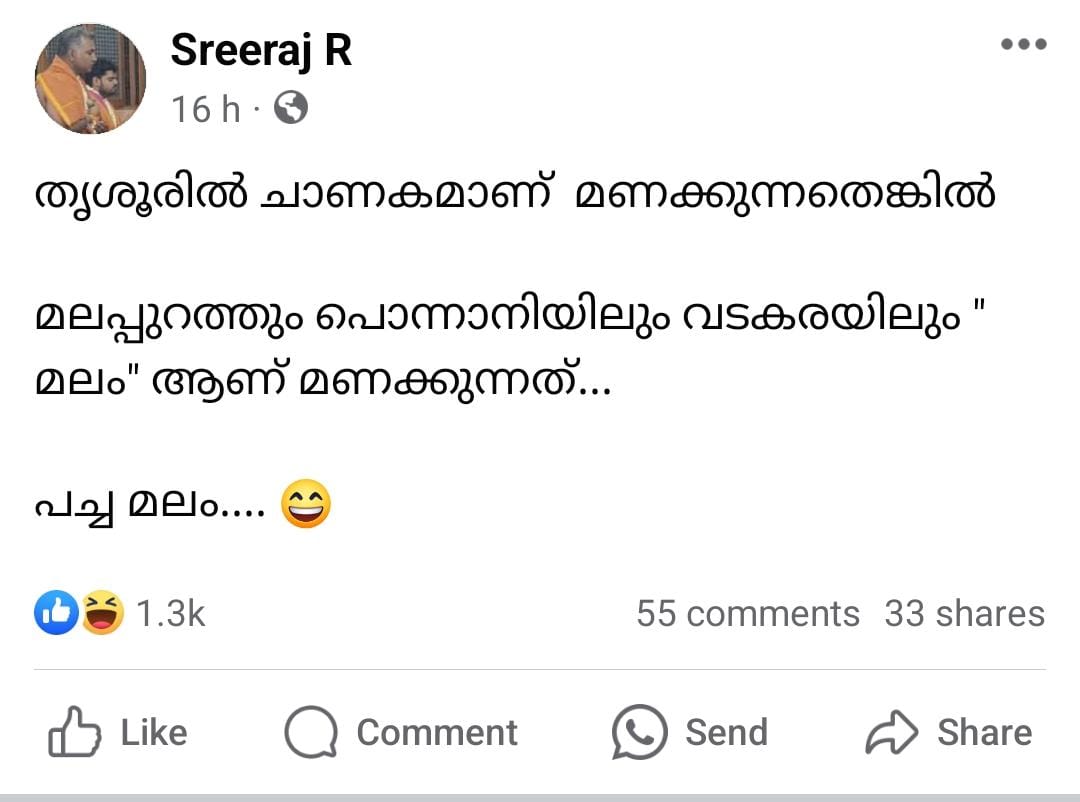 Sreeraj R
16 h ·
തൃശൂരിൽ ചാണകമാണ് മണക്കുന്നതെങ്കിൽ
മലപ്പുറത്തും പൊന്നാനിയിലും വടകരയിലും "
മലം" ആണ് മണക്കുന്നത്...
പച്ച മലം.... 😄
1.3k 55 comments 33 shares
Like Comment Send Share